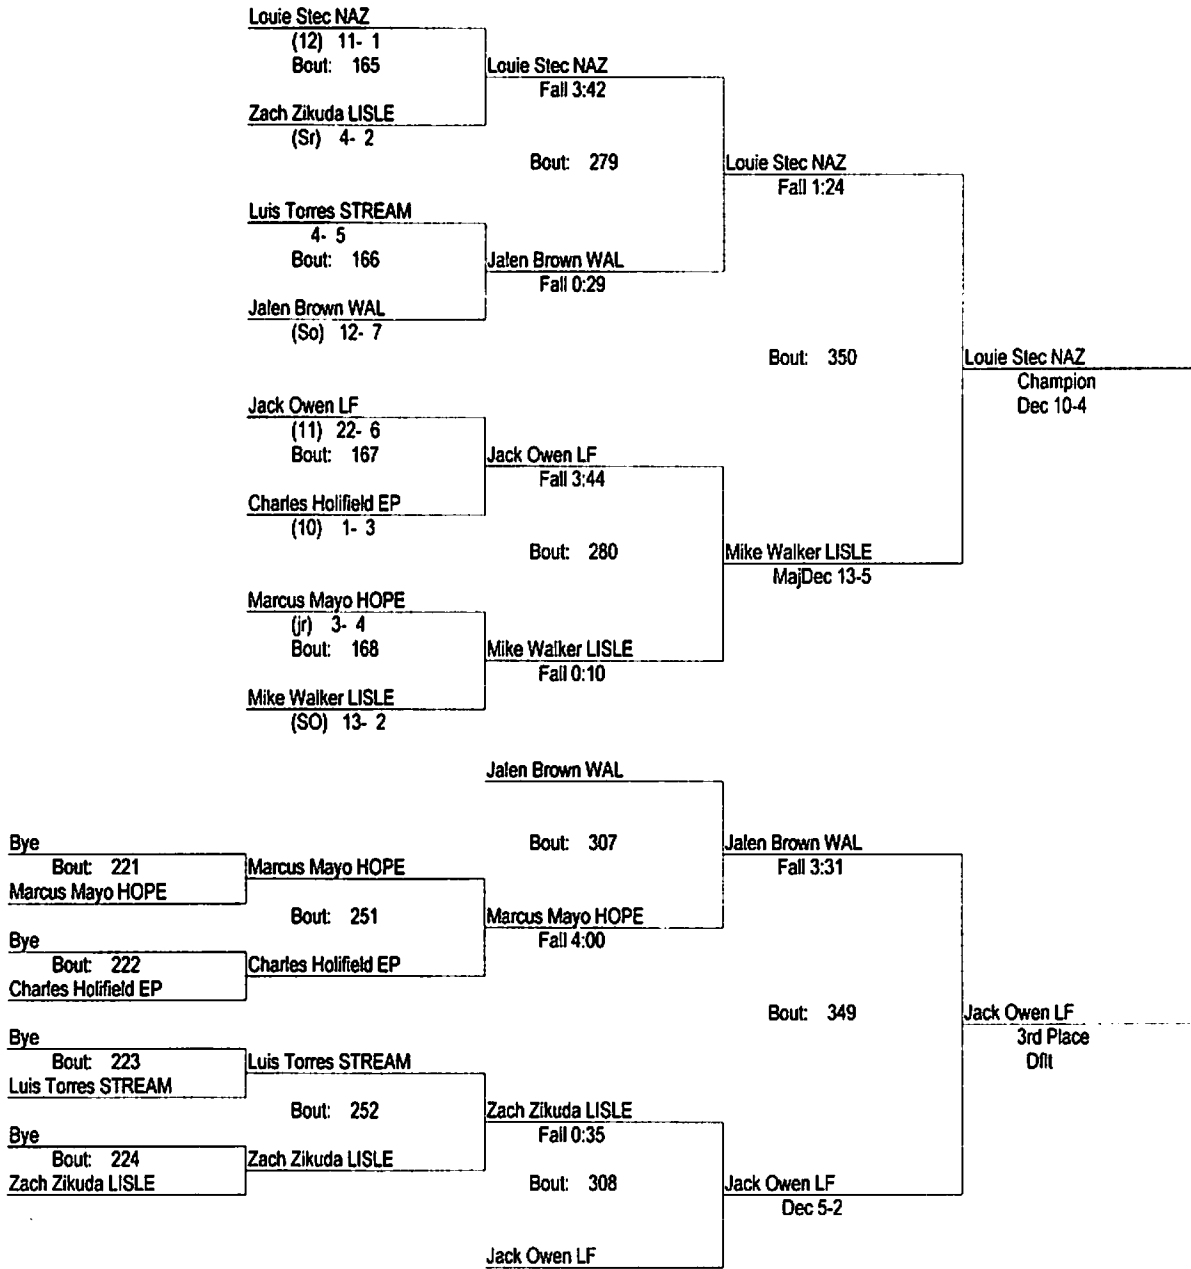 Louie Stec NAZ
(12) 11- 1
Bout: 165
Louie Stec NAZ
Fall 3:42
Zach Zikuda LISLE
(Sr) 4- 2
Bout: 279
Louie Stec NAZ
Fall 1:24
Luis Torres STREAM
4- 5
Bout: 166
Jalen Brown WAL
Fall 0:29
Jalen Brown WAL
(So) 12- 7
Bout: 350
Louie Stec NAZ
Champion
Dec 10-4
Jack Owen LF
(11) 22- 6
Bout: 167
Jack Owen LF
Fall 3:44
Charles Holifield EP
(10) 1- 3
Bout: 280
Mike Walker LISLE
MajDec 13-5
Marcus Mayo HOPE
(jr) 3- 4
Bout: 168
Mike Walker LISLE
Fall 0:10
Mike Walker LISLE
(SO) 13- 2
Jalen Brown WAL
Bout: 307
Jalen Brown WAL
Fall 3:31
Bye
Bout: 221
Marcus Mayo HOPE
Marcus Mayo HOPE
Bout: 251
Marcus Mayo HOPE
Fall 4:00
Bye
Bout: 222
Charles Holifield EP
Charles Holifield EP
Bout: 349
Jack Owen LF
3rd Place
Dflt
Bye
Bout: 223
Luis Torres STREAM
Luis Torres STREAM
Bout: 252
Zach Zikuda LISLE
Fall 0:35
Bye
Bout: 224
Zach Zikuda LISLE
Zach Zikuda LISLE
Bout: 308
Jack Owen LF
Dec 5-2
Jack Owen LF